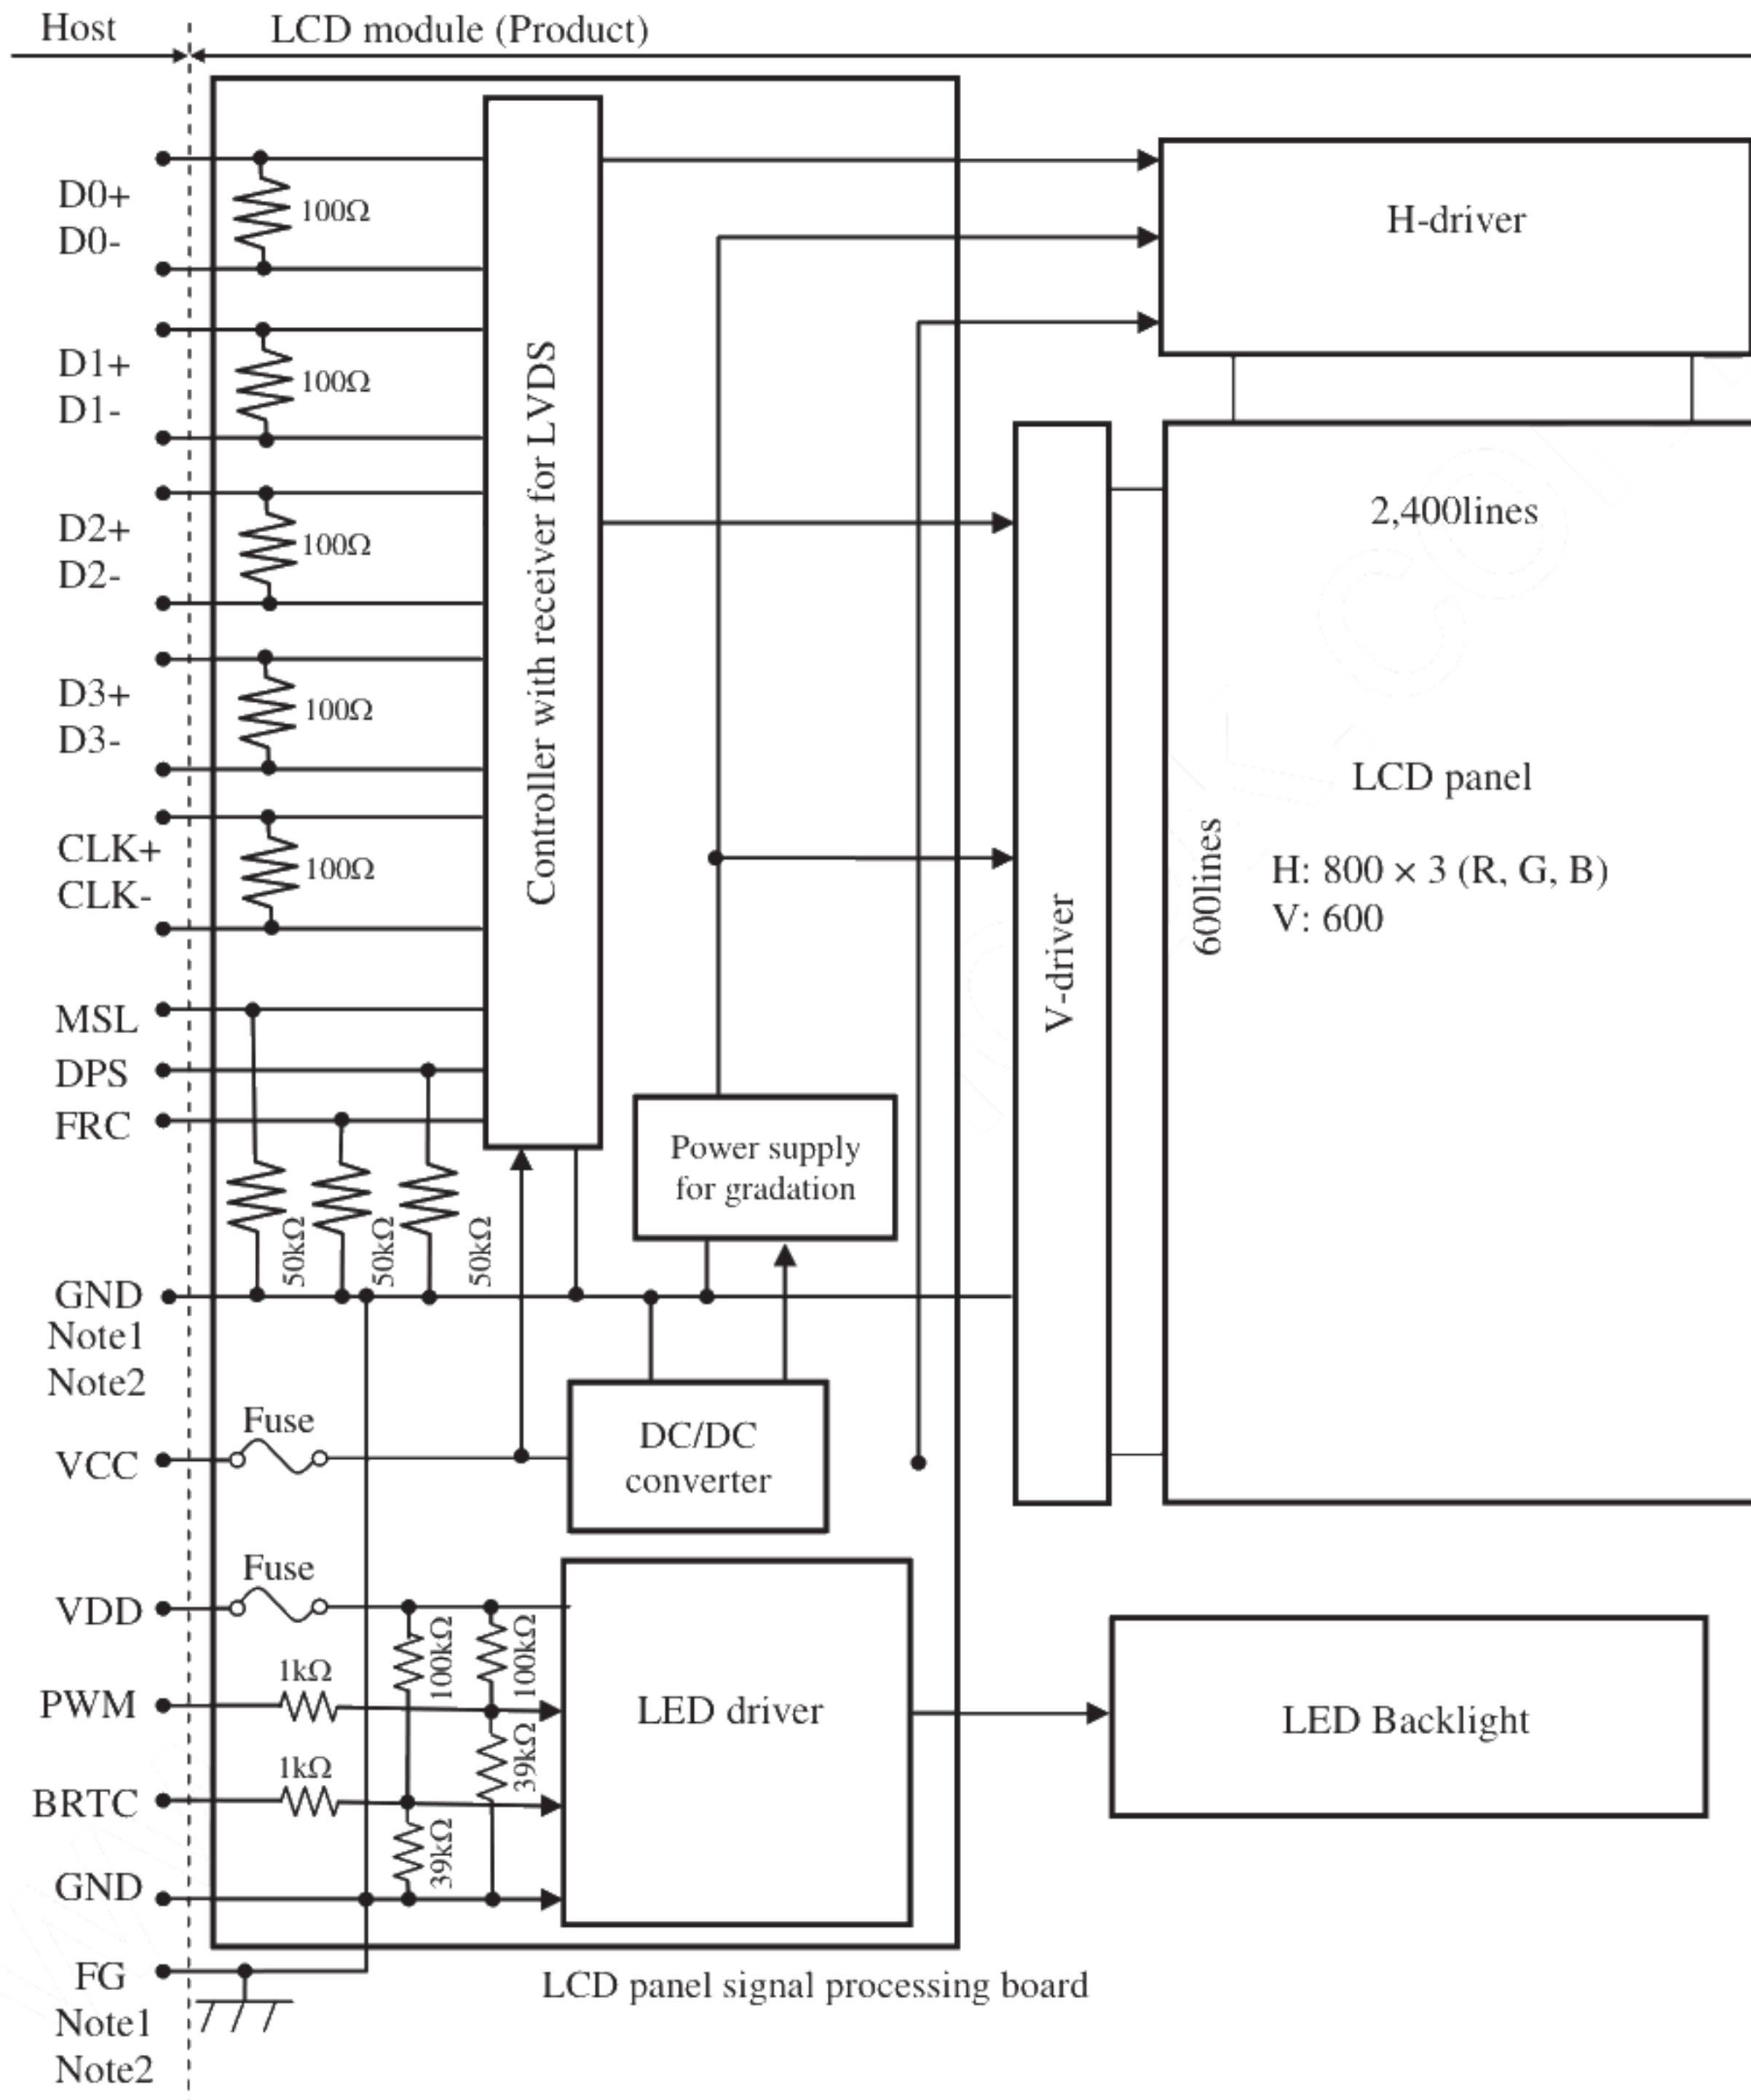 Host
LCD module (Product)
D0+
D0-
100Ω
D1+
D1-
100Ω
D2+
D2-
100Ω
D3+
D3-
100Ω
CLK+
CLK-
100Ω
MSL
DPS
FRC
50kΩ
50kΩ
50kΩ
GND
Note1
Note2
VCC
Fuse
VDD
Fuse
100kΩ
100kΩ
PWM
1kΩ
39kΩ
BRTC
1kΩ
39kΩ
GND
FG
Note1
Note2
Controller with receiver for LVDS
Power supply
for gradation
DC/DC
converter
LED driver
LCD panel signal processing board
H-driver
V-driver
2,400lines
600lines
LCD panel
H: 800 × 3 (R, G, B)
V: 600
LED Backlight